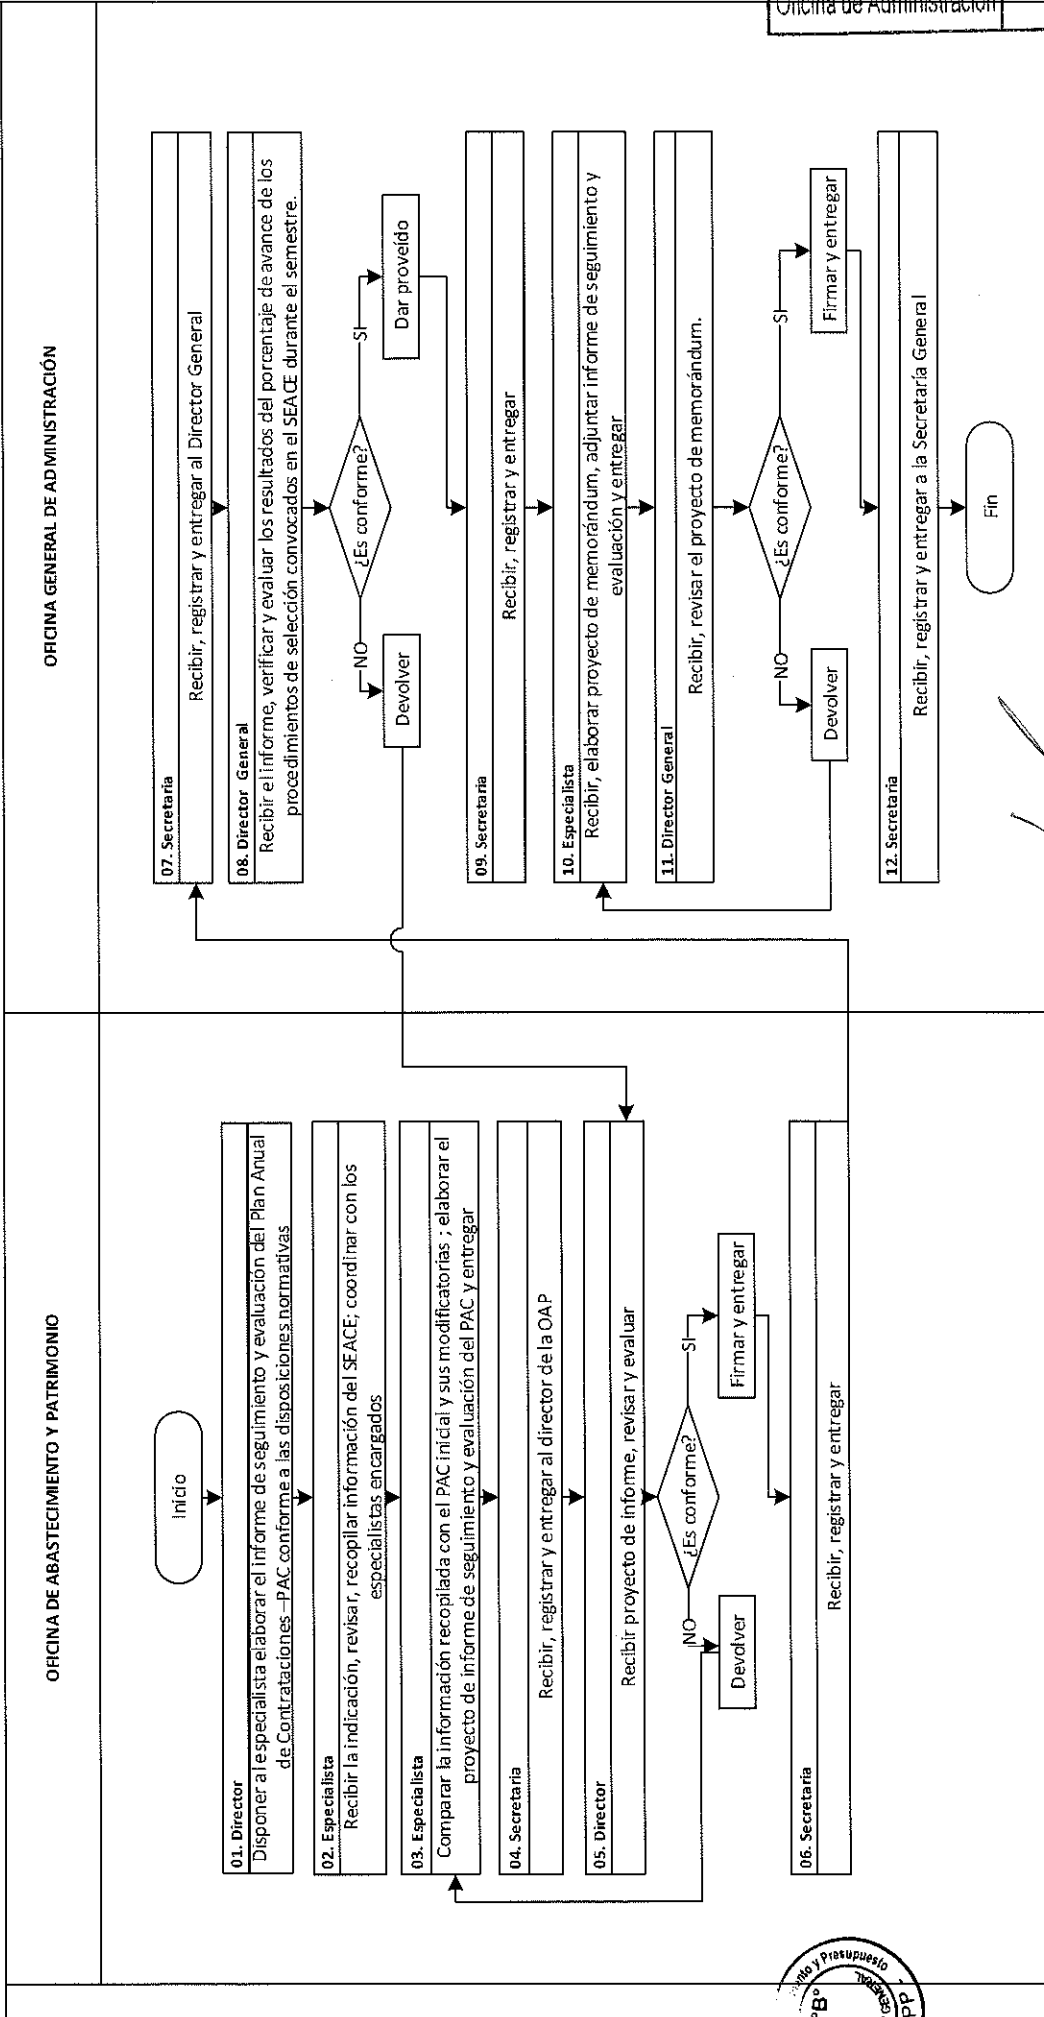 OFICINA DE ABASTECIMIENTO Y PATRIMONIO
Inicio
01. Director
Disponer al especialista elaborar el informe de seguimiento y evaluación del Plan Anual
de Contrataciones –PAC conforme a las disposiciones normativas
02. Especialista
Recibir la indicación, revisar, recopilar información del SEACE; coordinar con los
especialistas encargados
03. Especialista
Comparar la información recopilada con el PAC inicial y sus modificatorias ; elaborar el
proyecto de informe de seguimiento y evaluación del PAC y entregar
04. Secretaria
Recibir, registrar y entregar al director de la OAP
05. Director
Recibir proyecto de informe, revisar y evaluar
¿Es conforme?
NO
SI
Devolver
Firmar y entregar
06. Secretaria
Recibir, registrar y entregar
OFICINA GENERAL DE ADMINISTRACIÓN
07. Secretaria
Recibir, registrar y entregar al Director General
08. Director General
Recibir el informe, verificar y evaluar los resultados del porcentaje de avance de los
procedimientos de selección convocados en el SEACE durante el semestre.
¿Es conforme?
NO
SI
Devolver
Dar proveído
09. Secretaria
Recibir, registrar y entregar
10. Especialista
Recibir, elaborar proyecto de memorándum, adjuntar informe de seguimiento y
evaluación y entregar
11. Director General
Recibir, revisar el proyecto de memorándum.
¿Es conforme?
NO
SI
Devolver
Firmar y entregar
12. Secretaria
Recibir, registrar y entregar a la Secretaría General
Fin
Oficina de Administración
y Presupuesto
GENERAL